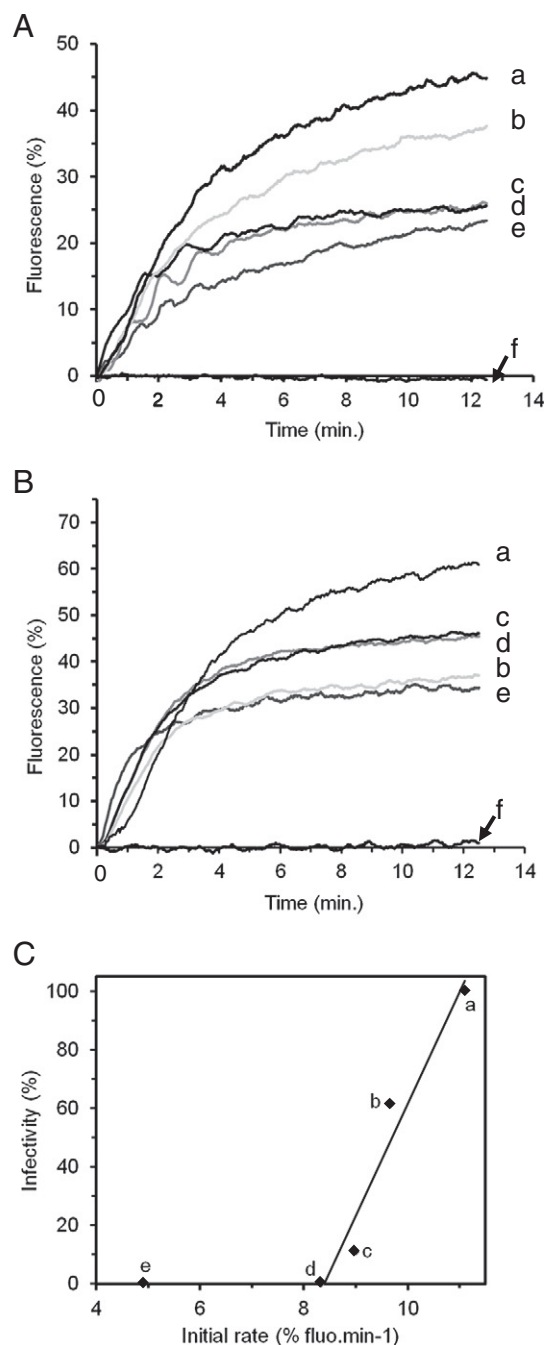 A
50
40
30
20
10
0
Fluorescence (%)
a
b
c
d
e
f
0 2 4 6 8 10 12 14
Time (min.)
B
70
60
50
40
30
20
10
0
Fluorescence (%)
a
c
d
b
e
f
0 2 4 6 8 10 12 14
Time (min.)
C
100
80
60
40
20
0
Infectivity (%)
a
b
c
d
e
4 6 8 10
Initial rate (% fluo.min-1)